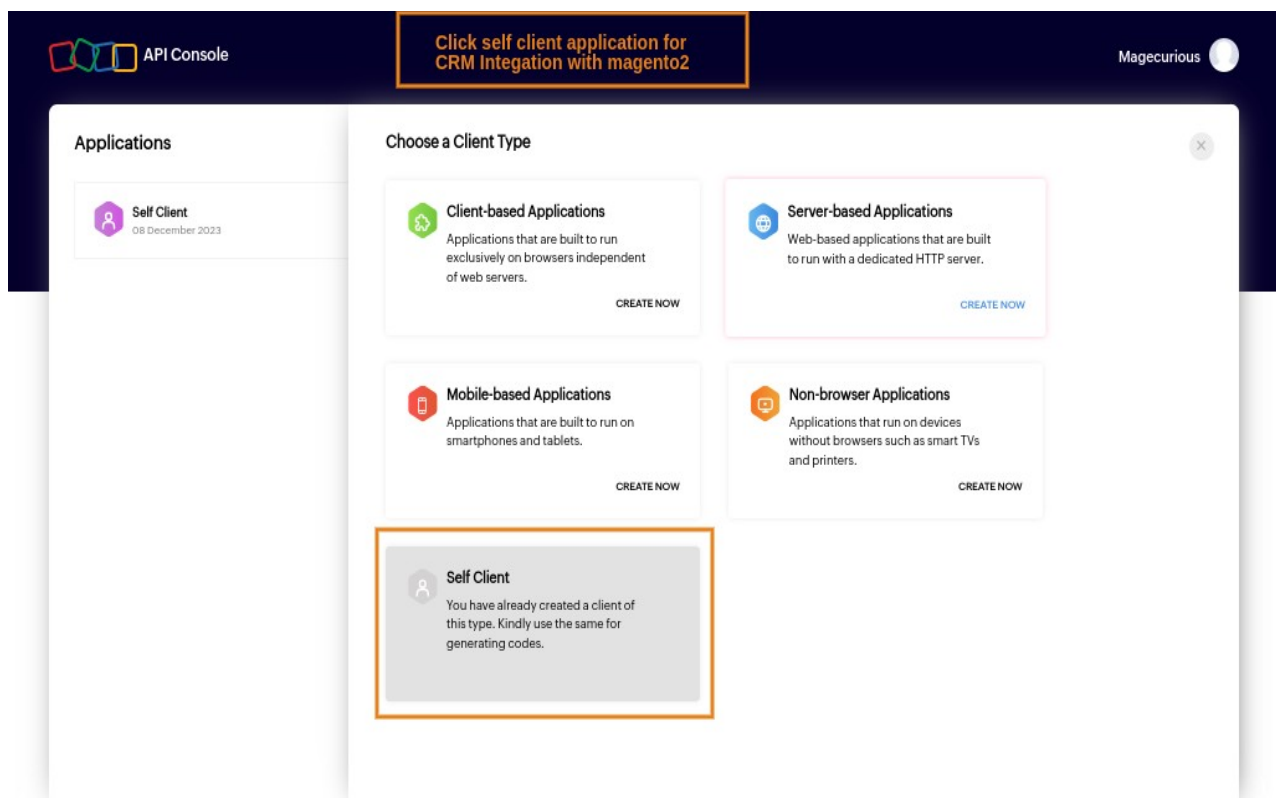 API Console
Click self client application for
CRM Integation with magento2
Magecurious
Applications
Self Client
08 December 2023
Choose a Client Type
Client-based Applications
Applications that are built to run
exclusively on browsers independent
of web servers.
CREATE NOW
Server-based Applications
Web-based applications that are built
to run with a dedicated HTTP server.
CREATE NOW
Mobile-based Applications
Applications that are built to run on
smartphones and tablets.
CREATE NOW
Non-browser Applications
Applications that run on devices
without browsers such as smart TVs
and printers.
CREATE NOW
Self Client
You have already created a client of
this type. Kindly use the same for
generating codes.